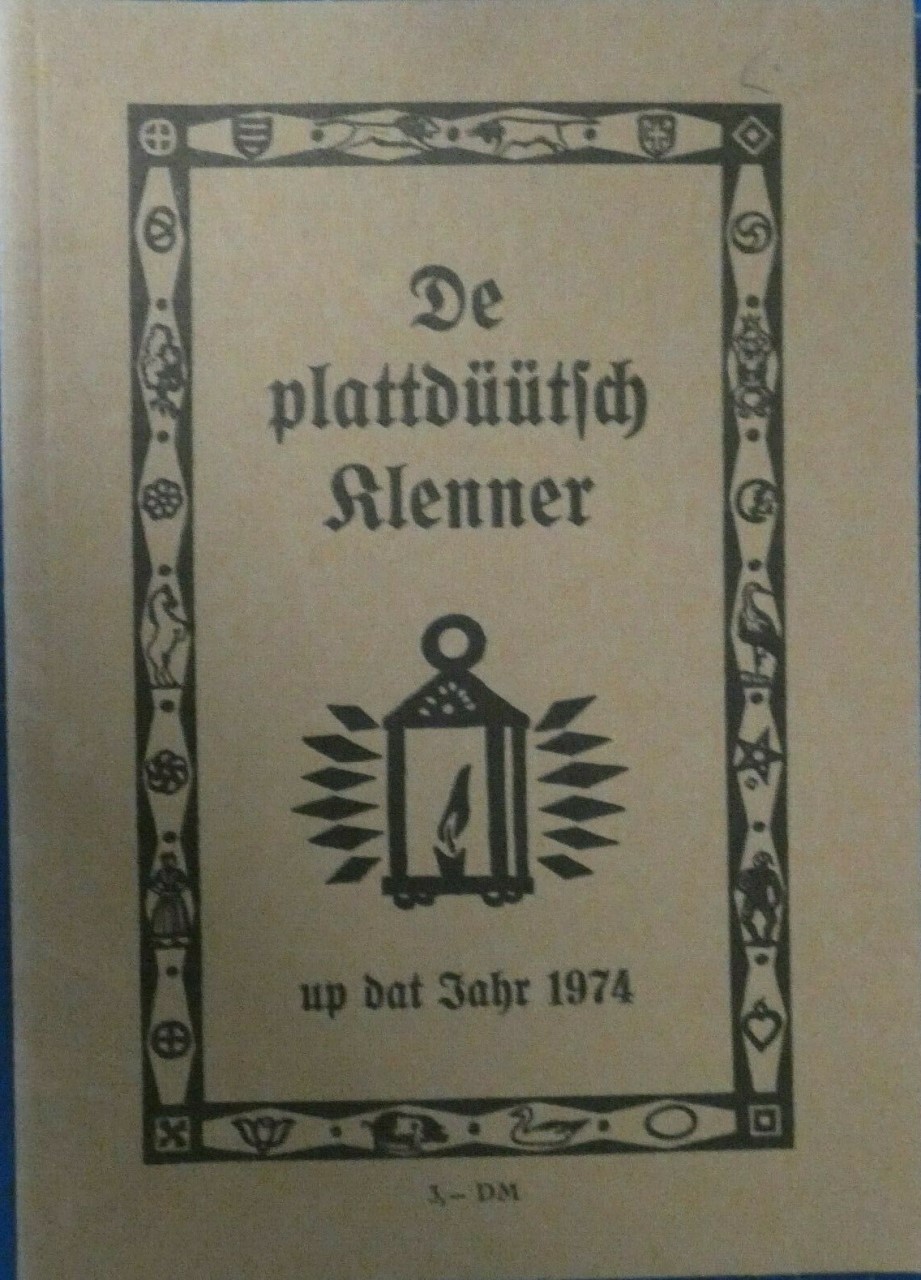 De
plattdüütſch
Klenner
up dat Jahr 1974
3,– DM